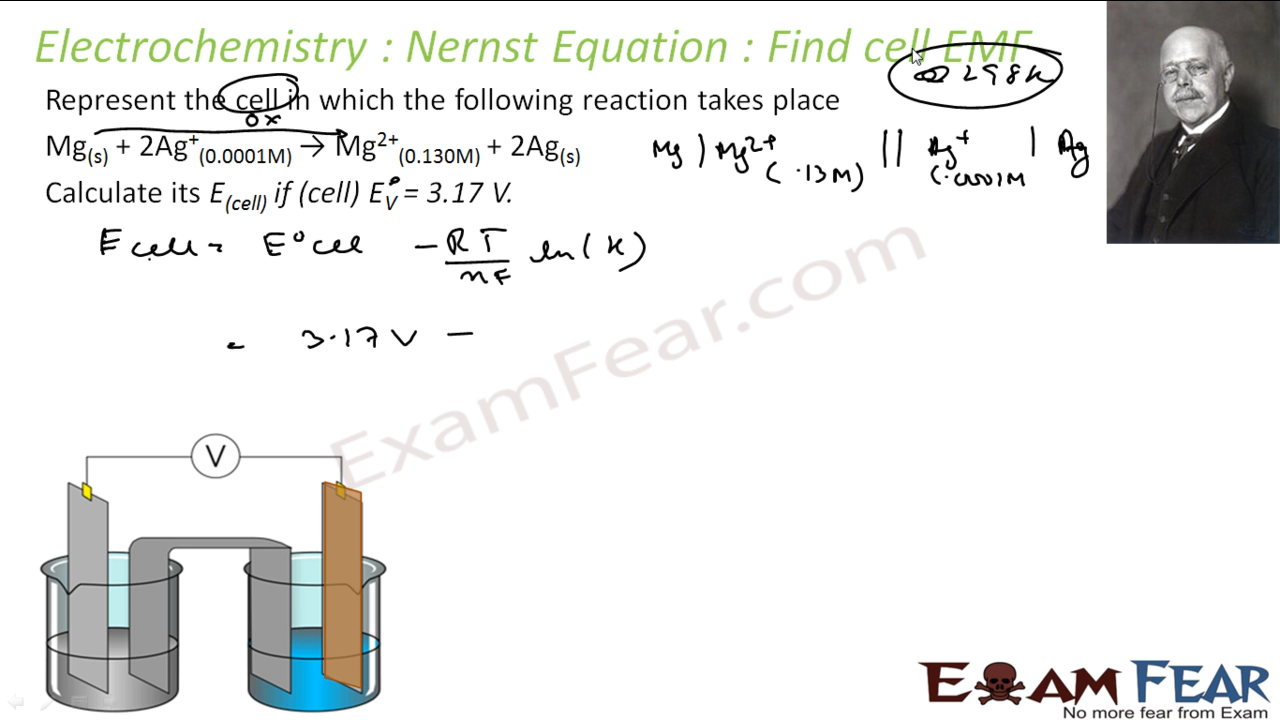 Electrochemistry : Nernst Equation : Find cell EMF
298K
Represent the cell in which the following reaction takes place
Ox
Mg(s) + 2Ag+(0.0001M) → Mg2+(0.130M) + 2Ag(s)
Mg | Mg2+ (.13M) || Ag+ (.0001M | Ag
Calculate its E(cell) if (cell) E°V = 3.17 V.
Ecell = E°cell - RT/nF ln(K)
= 3.17 V -
ExamFear.com
V
EXAM FEAR
No more fear from Exam